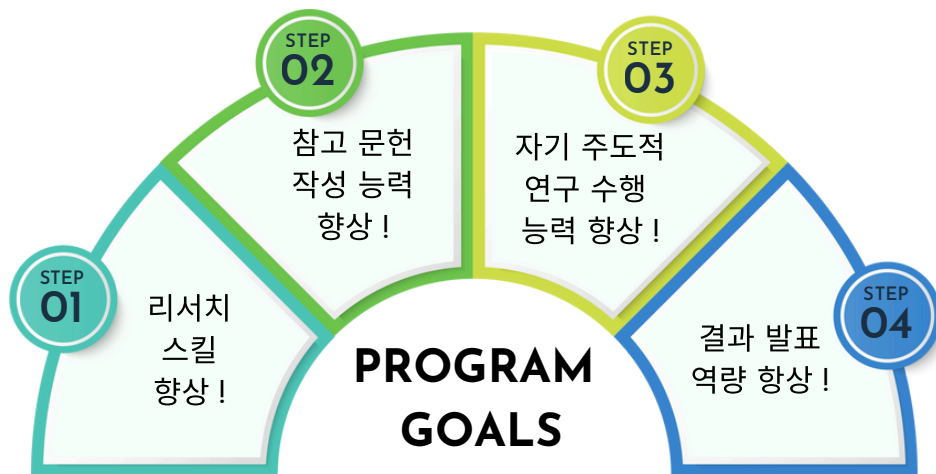 STEP
01
리서치
스킬
향상 !
STEP
02
참고 문헌
작성 능력
향상 !
STEP
03
자기 주도적
연구 수행
능력 향상 !
STEP
04
결과 발표
역량 항상 !
PROGRAM
GOALS